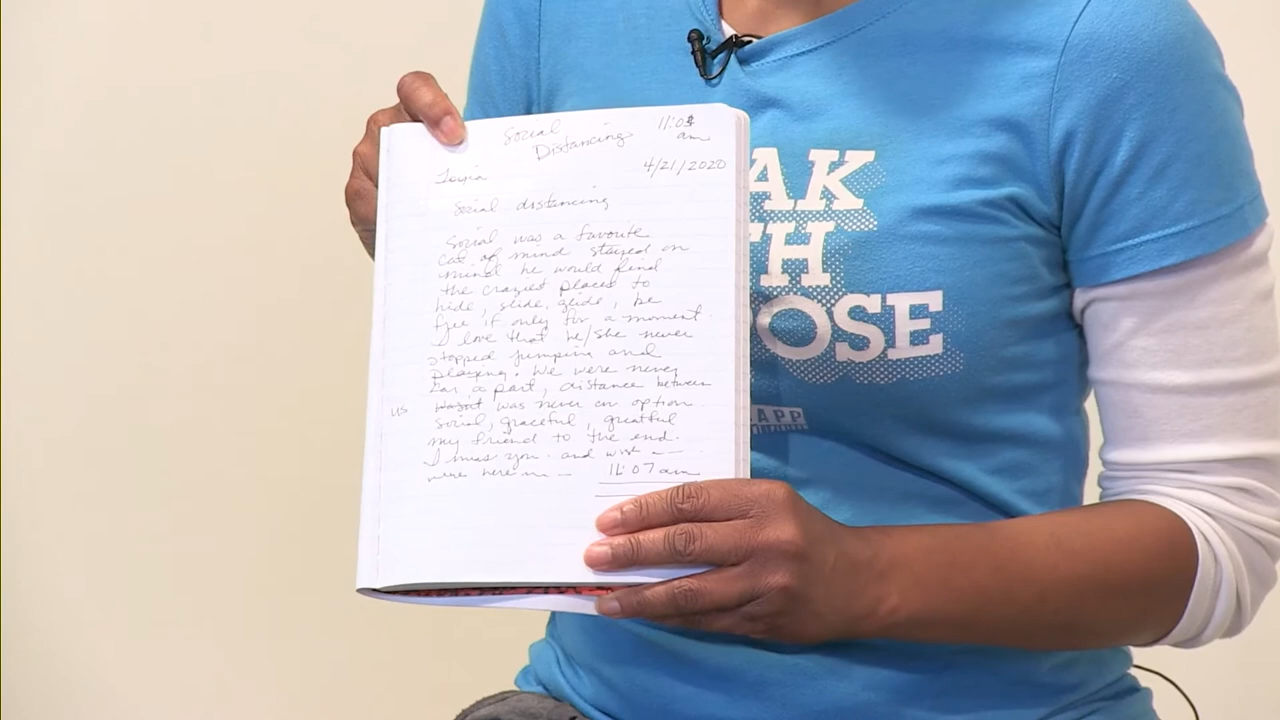 Social 11:03
Distancing am
4/21/2020
Social distancing
Social was a favorite
cat of mind stayed on
mind he would find
the craziest places to
hide, slide, glide, be
free if only for a moment.
I love that he/she never
stopped jumping and
playing. We were never
far a part, distance between
us was never an option
Social, graceful, greatful
my friend to the end.
I miss you and wish
were here
11:07 am
AK
TH
POSE
APP